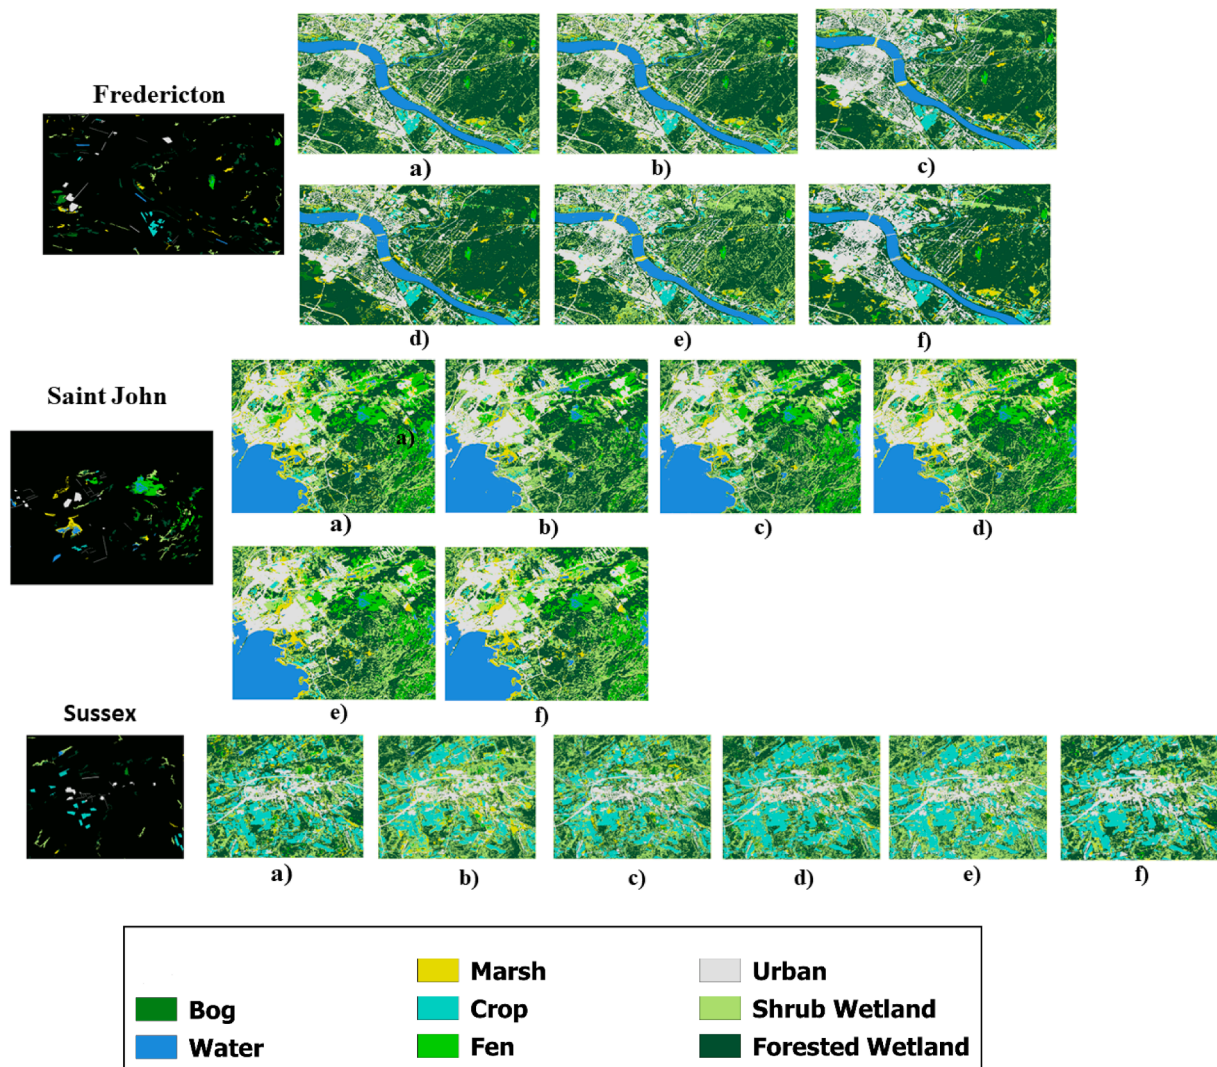 Fredericton
a)
b)
c)
d)
e)
f)
Saint John
a)
a)
b)
c)
d)
e)
f)
Sussex
a)
b)
c)
d)
e)
f)
Marsh
Urban
Bog
Crop
Shrub Wetland
Water
Fen
Forested Wetland